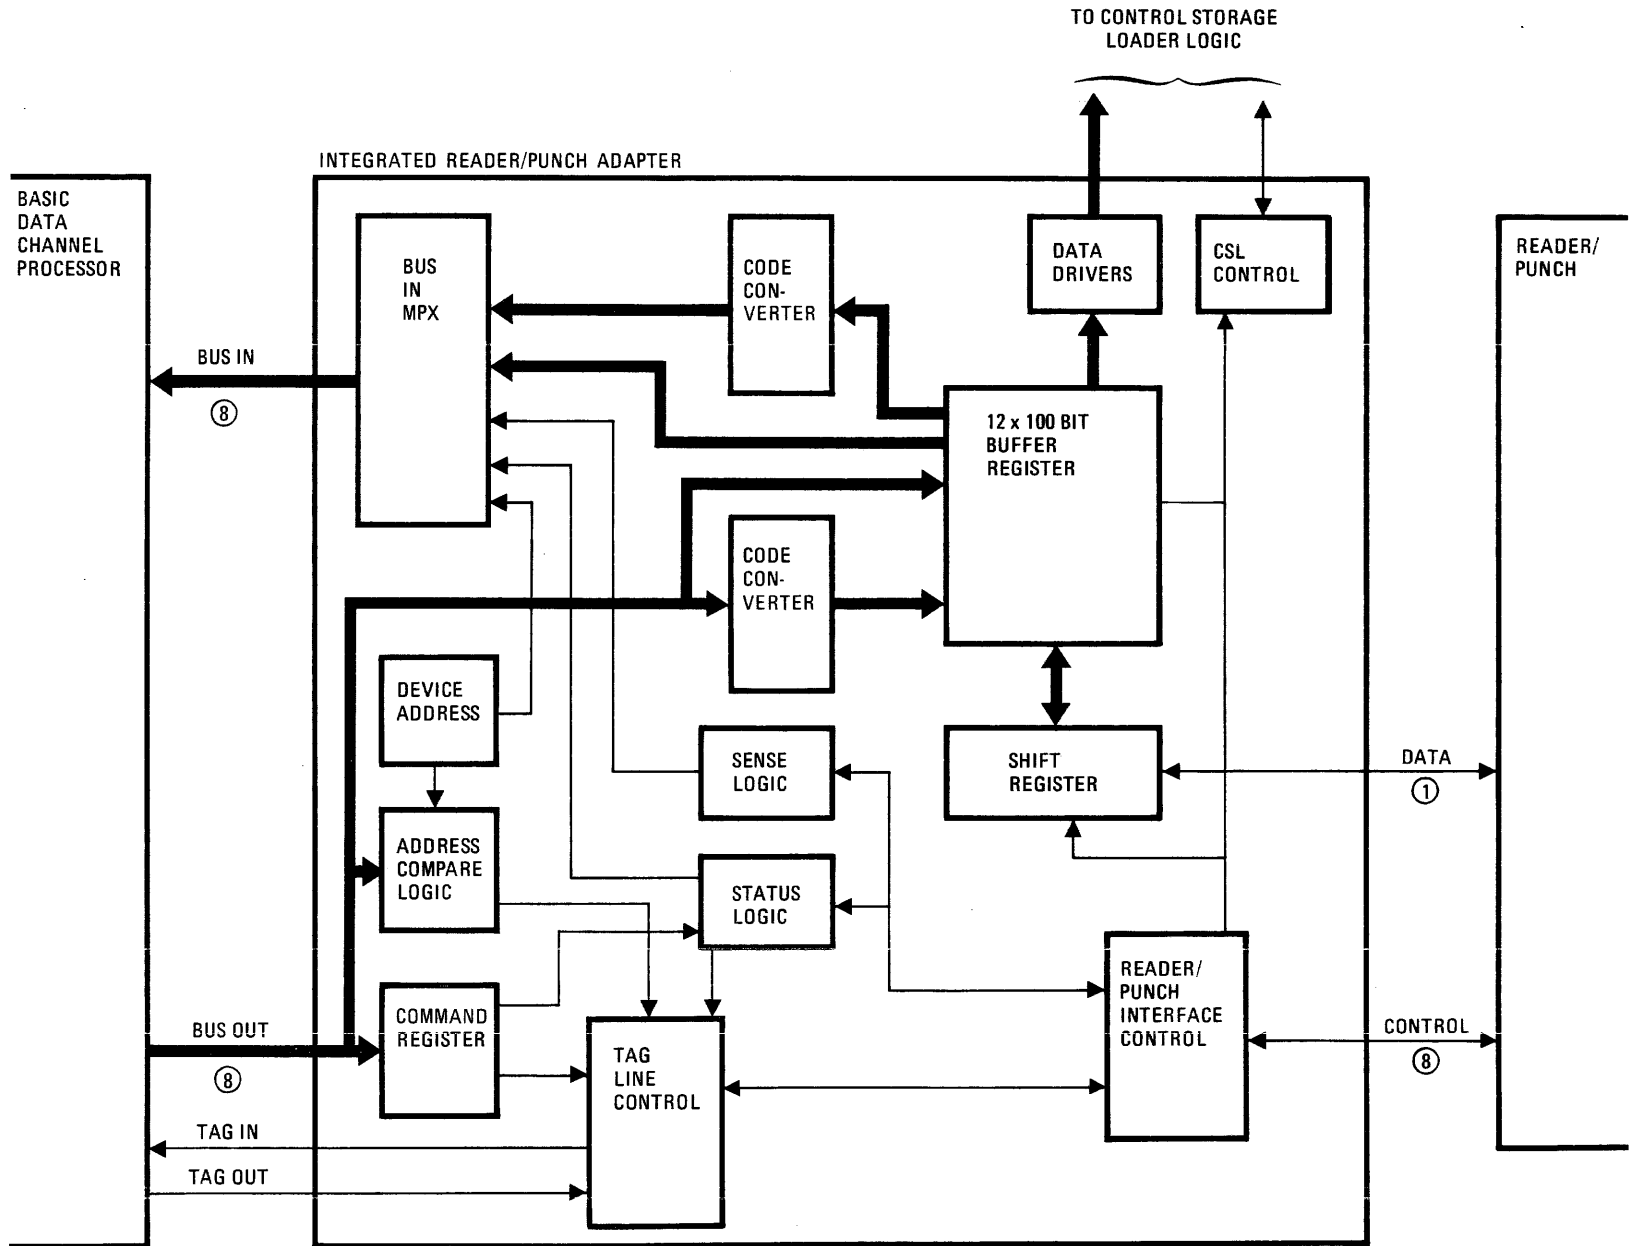 TO CONTROL STORAGE
LOADER LOGIC
INTEGRATED READER/PUNCH ADAPTER
BASIC
DATA
CHANNEL
PROCESSOR
BUS
IN
MPX
CODE
CON-
VERTER
DATA
DRIVERS
CSL
CONTROL
READER/
PUNCH
BUS IN
8
12 x 100 BIT
BUFFER
REGISTER
CODE
CON-
VERTER
DEVICE
ADDRESS
SENSE
LOGIC
SHIFT
REGISTER
DATA
1
ADDRESS
COMPARE
LOGIC
STATUS
LOGIC
READER/
PUNCH
INTERFACE
CONTROL
COMMAND
REGISTER
BUS OUT
8
TAG
LINE
CONTROL
CONTROL
8
TAG IN
TAG OUT